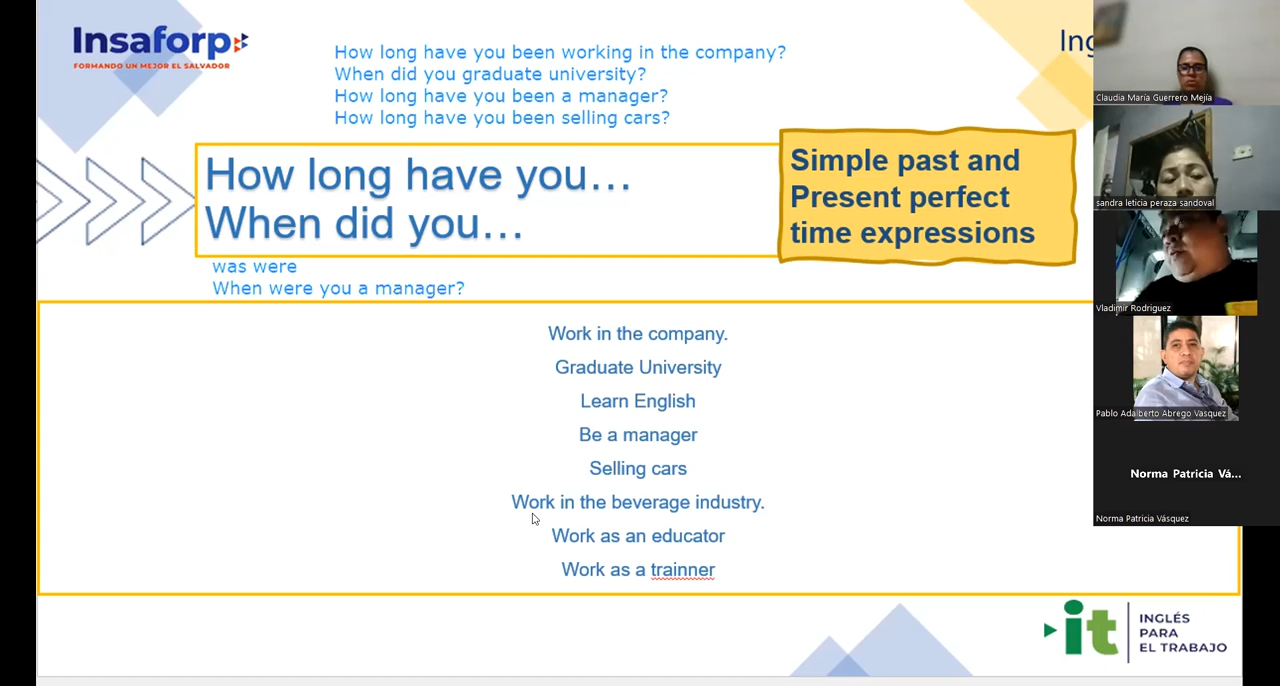 Insaforp
FORMANDO UN MEJOR EL SALVADOR
How long have you been working in the company?
When did you graduate university?
How long have you been a manager?
How long have you been selling cars?
Ing
How long have you…
When did you…
Simple past and
Present perfect
time expressions
was were
When were you a manager?
Work in the company.
Graduate University
Learn English
Be a manager
Selling cars
Work in the beverage industry.
Work as an educator
Work as a trainner
Claudia María Guerrero Mejía
sandra leticia peraza sandoval
Vladimir Rodriguez
Pablo Adalberto Abrego Vasquez
Norma Patricia Vá...
Norma Patricia Vásquez
it
INGLÉS
PARA
EL TRABAJO